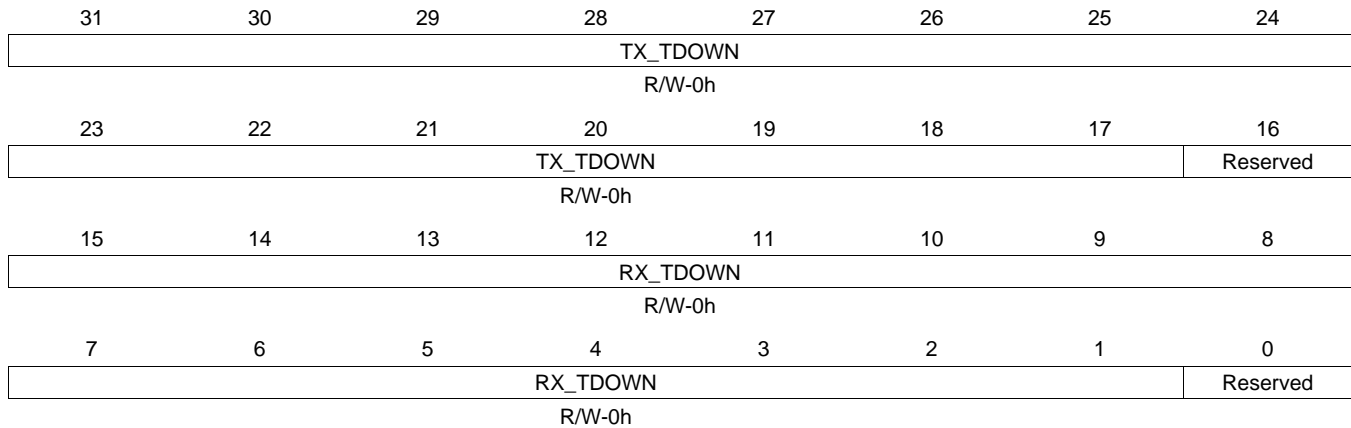 31 30 29 28 27 26 25 24
TX_TDOWN
R/W-0h
23 22 21 20 19 18 17 16
TX_TDOWN Reserved
R/W-0h
15 14 13 12 11 10 9 8
RX_TDOWN
R/W-0h
7 6 5 4 3 2 1 0
RX_TDOWN Reserved
R/W-0h